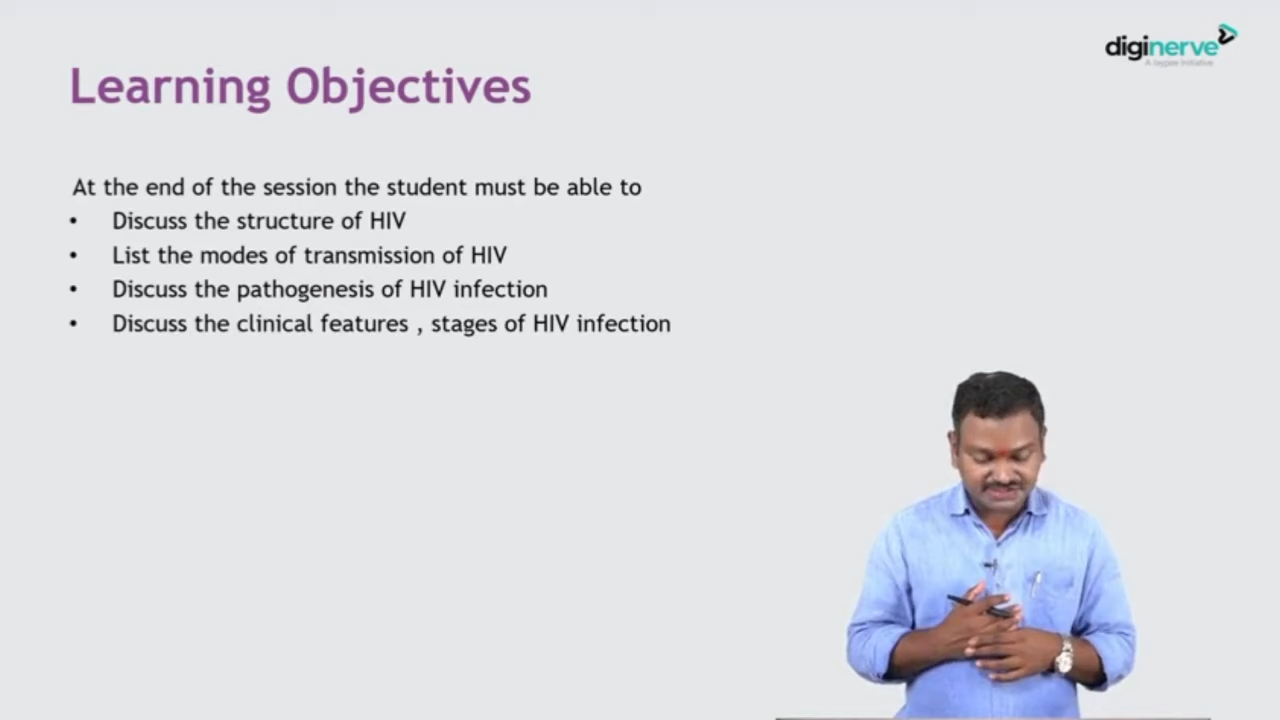 diginerve
A Jaypee Initiative
Learning Objectives
At the end of the session the student must be able to
• Discuss the structure of HIV
• List the modes of transmission of HIV
• Discuss the pathogenesis of HIV infection
• Discuss the clinical features , stages of HIV infection